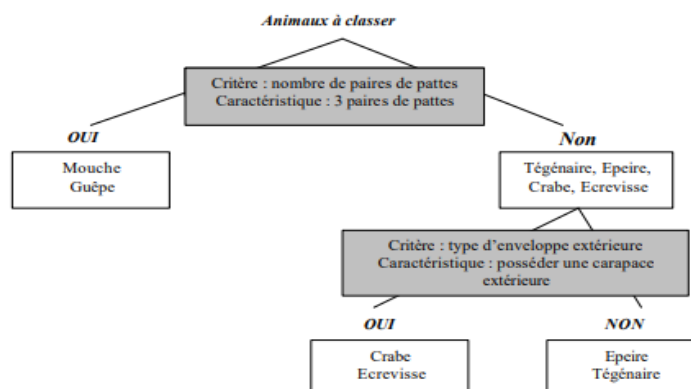 Animaux à classer
Critère : nombre de paires de pattes
Caractéristique : 3 paires de pattes
OUI
Non
Mouche
Guêpe
Tégénaire, Epeire,
Crabe, Ecrevisse
Critère : type d'enveloppe extérieure
Caractéristique : posséder une carapace
extérieure
OUI
NON
Crabe
Ecrevisse
Epeire
Tégénaire